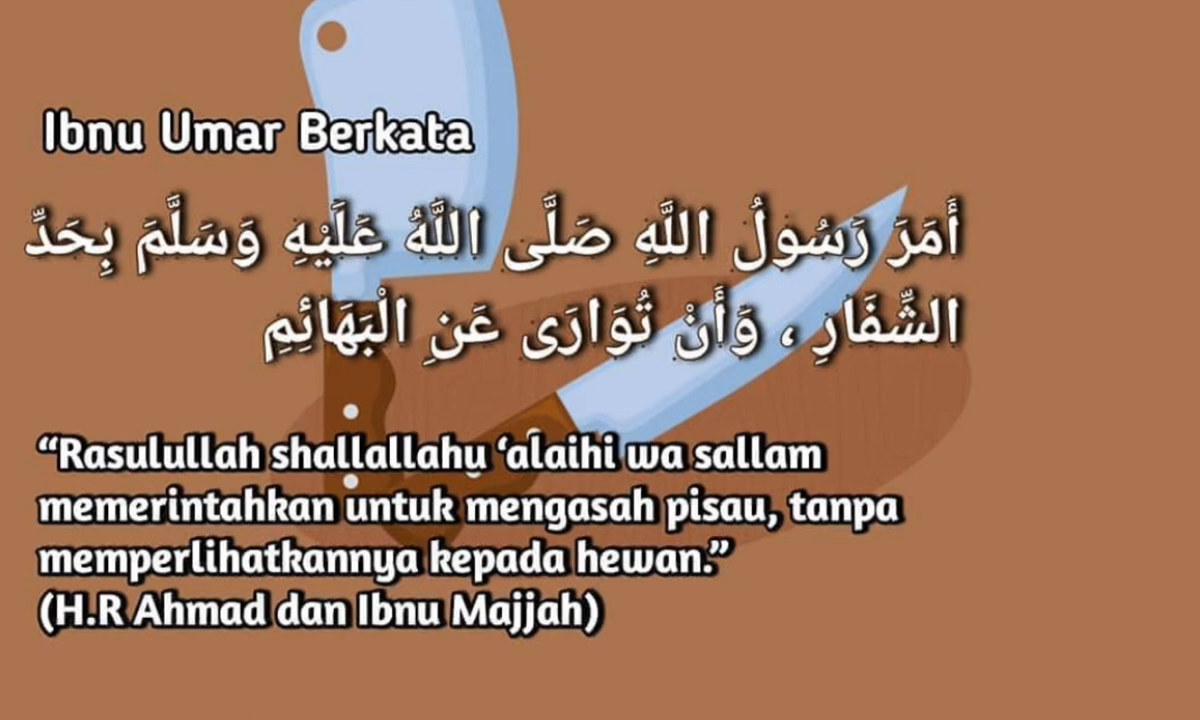 Ibnu Umar Berkata
أَمَرَ رَسُولُ اللَّهِ صَلَّى اللَّهُ عَلَيْهِ وَسَلَّمَ بِحَدِّ
الشِّفَارِ ، وَأَنْ تُوَارَى عَنِ الْبَهَائِمِ
“Rasulullah shallallahu ‘alaihi wa sallam
memerintahkan untuk mengasah pisau, tanpa
memperlihatkannya kepada hewan.”
(H.R Ahmad dan Ibnu Majjah)